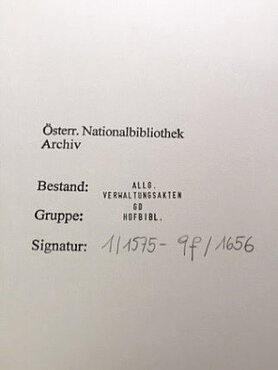 Österr. Nationalbibliothek
Archiv
Bestand: ALLG. VERWALTUNGSAKTEN
Gruppe: GD HOFBIBL.
Signatur: 1/1575- 9f/1656